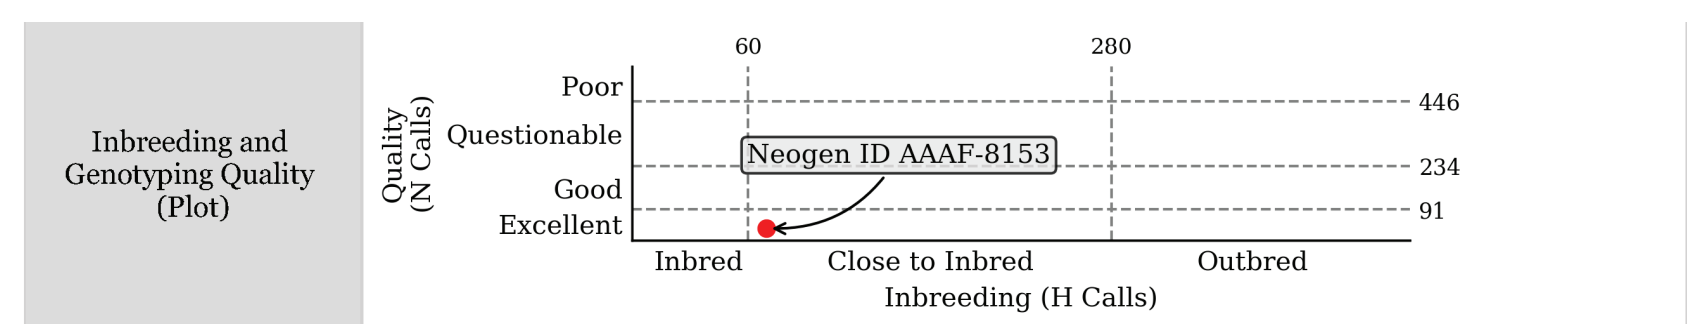 Inbreeding and
Genotyping Quality
(Plot)
Quality
(N Calls)
60
280
Poor
446
Questionable
Neogen ID AAAF-8153
234
Good
91
Excellent
Inbred
Close to Inbred
Outbred
Inbreeding (H Calls)